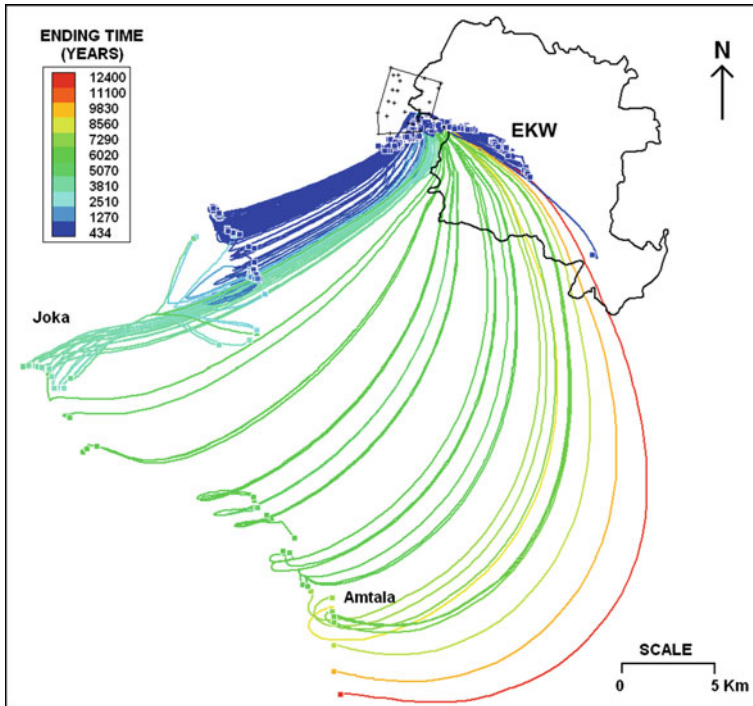 ENDING TIME
(YEARS)
12400
11100
9830
8560
7290
6020
5070
3810
2510
1270
434
N
EKW
Joka
Amtala
SCALE
0 5 Km